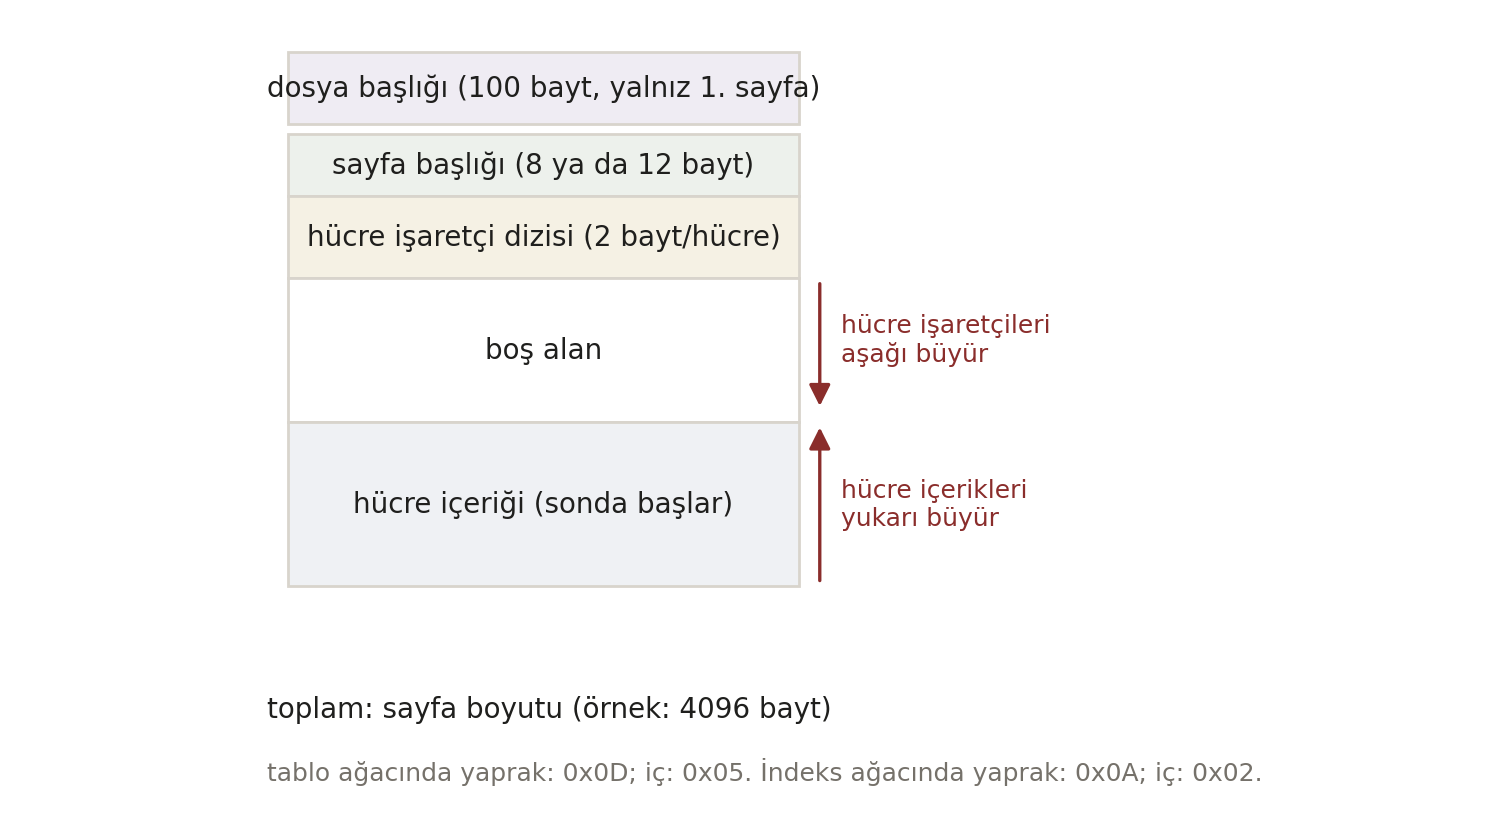 dosya başlığı (100 bayt, yalnız 1. sayfa)
sayfa başlığı (8 ya da 12 bayt)
hücre işaretçi dizisi (2 bayt/hücre)
boş alan
hücre işaretçileri
aşağı büyür
hücre içeriği (sonda başlar)
hücre içerikleri
yukarı büyür
toplam: sayfa boyutu (örnek: 4096 bayt)
tablo ağacında yaprak: 0x0D; iç: 0x05. İndeks ağacında yaprak: 0x0A; iç: 0x02.